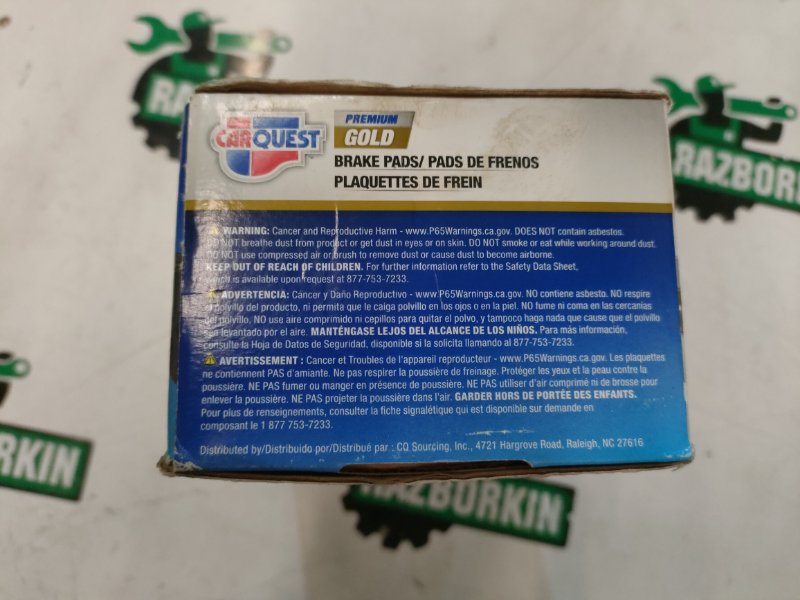 RAZBORKIN
CARQUEST
PREMIUM
GOLD
BRAKE PADS/ PADS DE FRENOS
PLAQUETTES DE FREIN
WARNING: Cancer and Reproductive Harm - www.P65Warnings.ca.gov. DOES NOT contain asbestos.
DO NOT breathe dust from product or get dust in eyes or on skin. DO NOT smoke or eat while working around dust.
DO NOT use compressed air or brush to remove dust or cause dust to become airborne.
KEEP OUT OF REACH OF CHILDREN. For further information refer to the Safety Data Sheet,
which is available upon request at 877-753-7233.
ADVERTENCIA: Cáncer y Daño Reproductivo - www.P65Warnings.ca.gov. NO contiene asbesto. NO respire
el polvillo del producto, ni permita que le caiga polvillo en los ojos o en la piel. NO fume ni coma en las cercanías
del polvillo. NO use aire comprimido ni cepillos para quitar el polvo, y tampoco haga nada que cause que el polvillo
sea levantado por el aire. MANTÉNGASE LEJOS DEL ALCANCE DE LOS NIÑOS. Para más información,
consulte la Hoja de Datos de Seguridad, disponible si la solicita llamando al 877-753-7233.
AVERTISSEMENT : Cancer et Troubles de l'appareil reproducteur - www.P65Warnings.ca.gov. Les plaquettes
ne contiennent PAS d'amiante. Ne pas respirer la poussière de freinage. Protéger les yeux et la peau contre la
poussière. NE PAS fumer ou manger en présence de poussière. NE PAS utiliser d'air comprimé ni de brosse pour
enlever la poussière. NE PAS projeter la poussière dans l'air. GARDER HORS DE PORTÉE DES ENFANTS.
Pour plus de renseignements, consulter la fiche signalétique qui est disponible sur demande en
composant le 1 877 753-7233.
Distributed by/Distribuido por/Distribué par : CQ Sourcing, Inc., 4721 Hargrove Road, Raleigh, NC 27616
RAZBORKIN
RKIN
RAZBORKIN